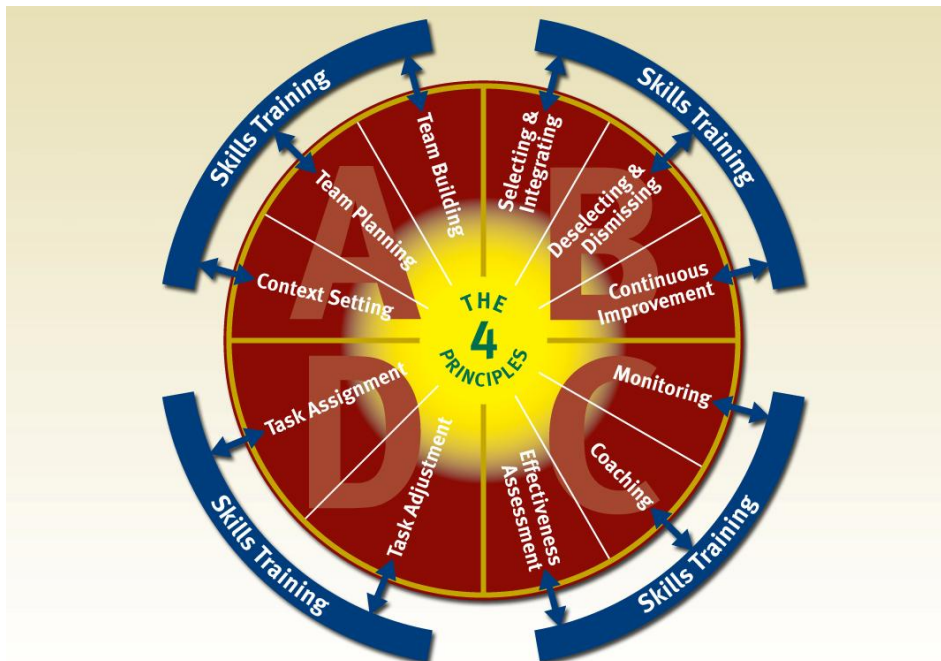 Skills Training
Skills Training
Team Building
Team Planning
Context Setting
A
Selecting &
Integrating
Deselecting &
Dismissing
Continuous
Improvement
B
THE
4
PRINCIPLES
Task Assignment
Task Adjustment
D
Monitoring
Coaching
Effectiveness
Assessment
C
Skills Training
Skills Training